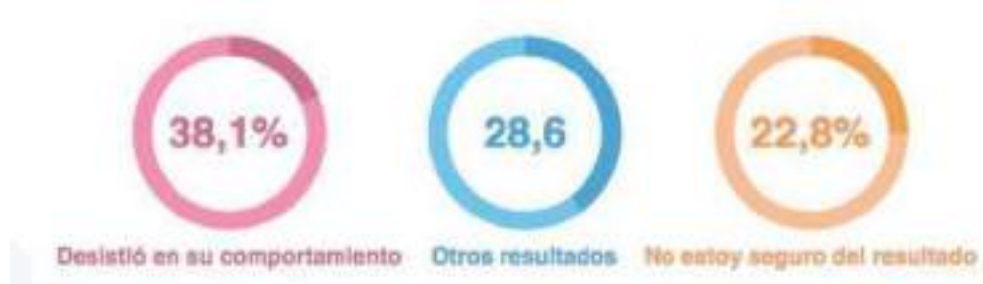 38,1% 28,6 22,8%
Desistió en su comportamiento Otros resultados No estoy seguro del resultado